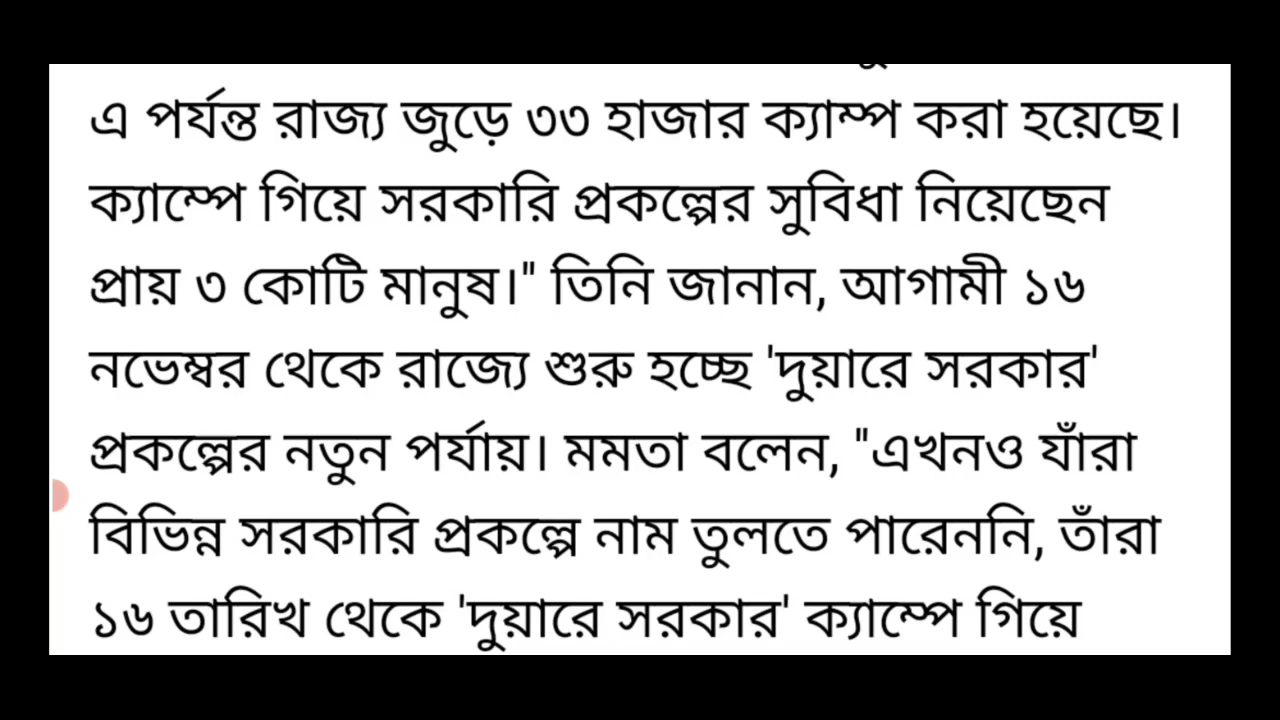 এ পর্যন্ত রাজ্য জুড়ে ৩৩ হাজার ক্যাম্প করা হয়েছে।
ক্যাম্পে গিয়ে সরকারি প্রকল্পের সুবিধা নিয়েছেন
প্রায় ৩ কোটি মানুষ।" তিনি জানান, আগামী ১৬
নভেম্বর থেকে রাজ্যে শুরু হচ্ছে 'দুয়ারে সরকার'
প্রকল্পের নতুন পর্যায়। মমতা বলেন, "এখনও যাঁরা
বিভিন্ন সরকারি প্রকল্পে নাম তুলতে পারেননি, তাঁরা
১৬ তারিখ থেকে 'দুয়ারে সরকার' ক্যাম্পে গিয়ে